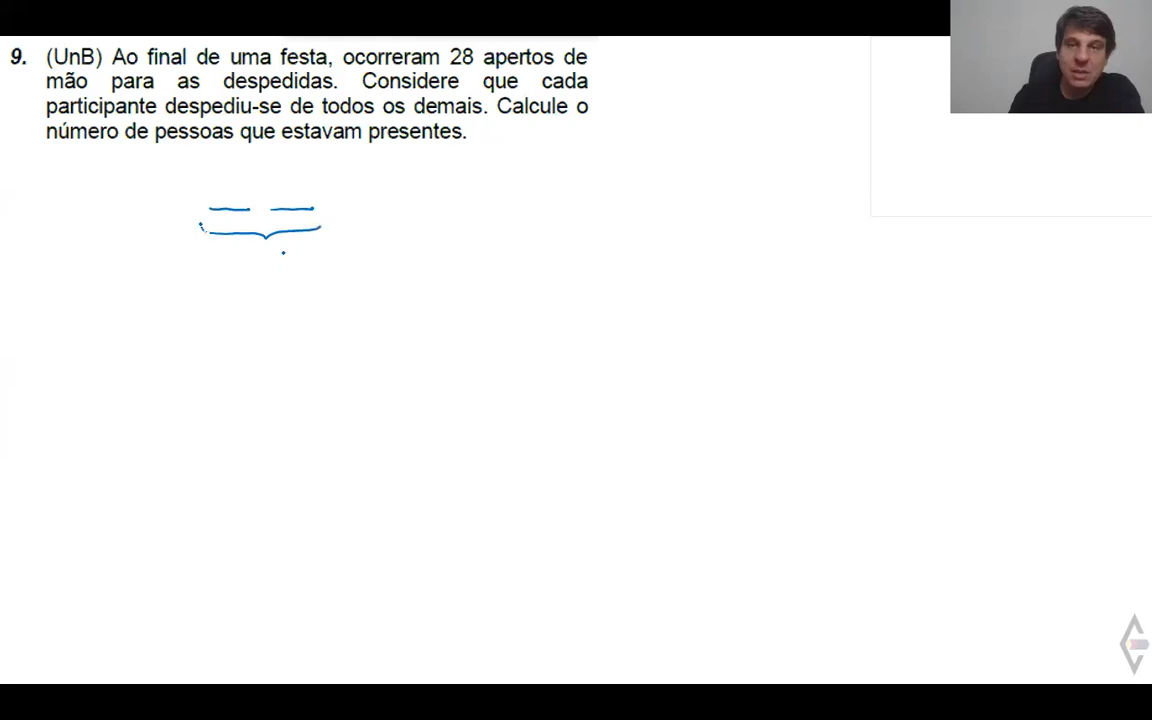 9. (UnB) Ao final de uma festa, ocorreram 28 apertos de
mão para as despedidas. Considere que cada
participante despediu-se de todos os demais. Calcule o
número de pessoas que estavam presentes.